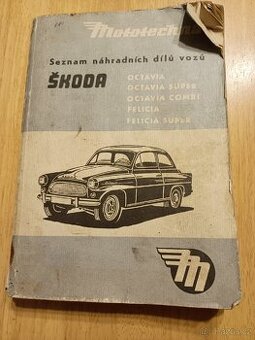 Mototechna
Seznam náhradních dílů vozů
ŠKODA
OCTAVIA
OCTAVIA SUPER
OCTAVIA COMBI
FELICIA
FELICIA SUPER
M